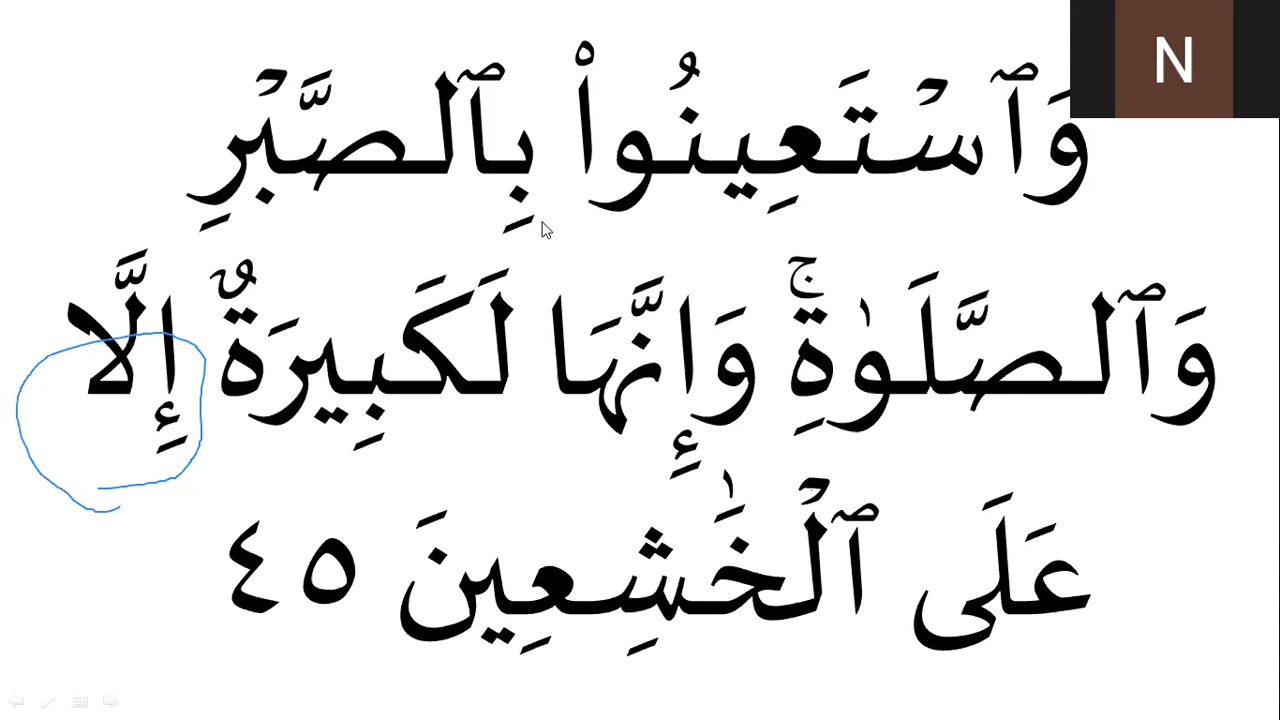 N
وَٱسْتَعِينُوا۟ بِٱلصَّبْرِ
وَٱلصَّلَوٰةِ ۚ وَإِنَّهَا لَكَبِيرَةٌ إِلَّا
عَلَى ٱلْخَٰشِعِينَ ٤٥